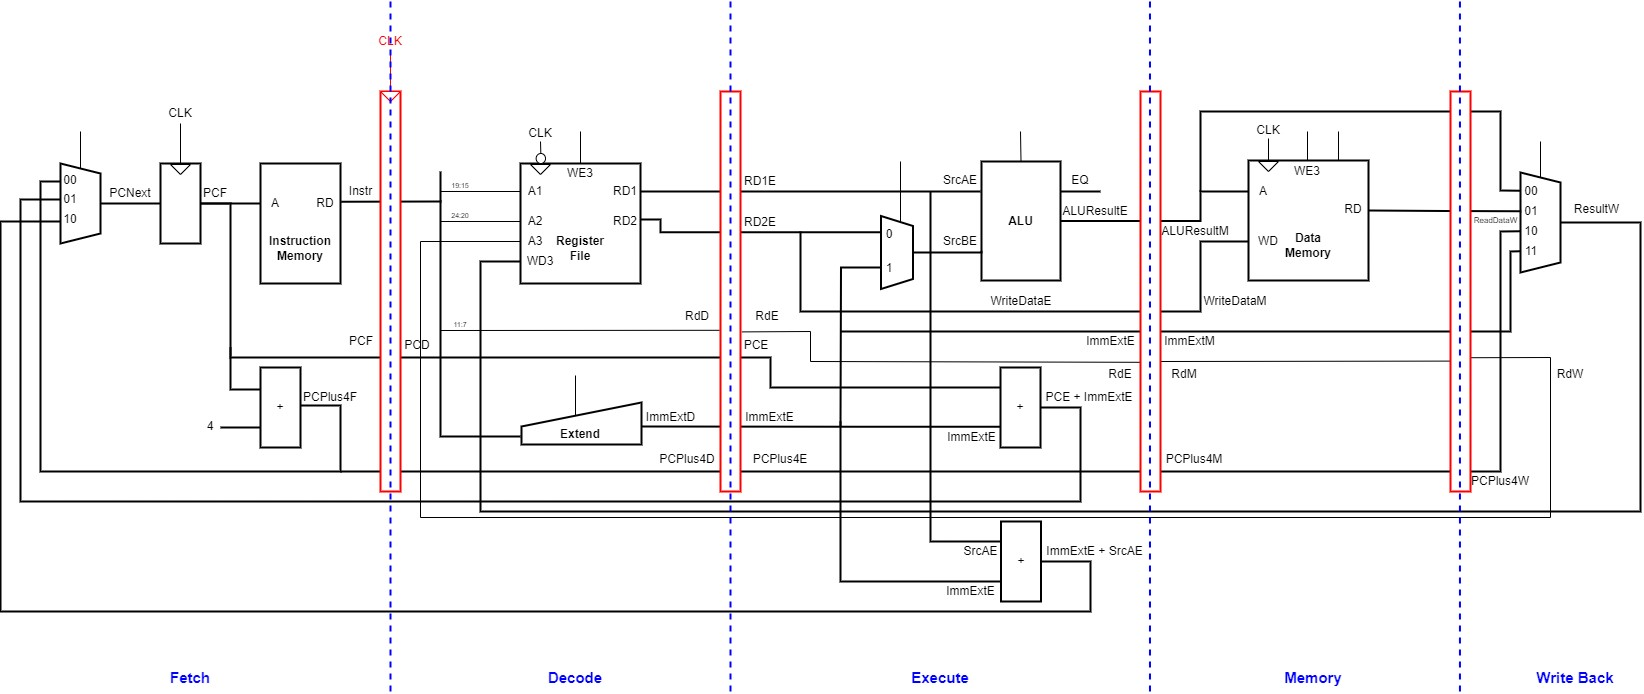 CLK
CLK
CLK
CLK
00
01
10
PCNext
PCF
A
RD
Instruction
Memory
Instr
19:15
24:20
A1
A2
A3
WD3
WE3
RD1
RD2
Register
File
RD1E
RD2E
0
1
SrcAE
SrcBE
ALU
EQ
ALUResultE
ALUResultM
A
WD
WE3
RD
Data
Memory
ReadDataW
00
01
10
11
ResultW
WriteDataE
WriteDataM
11:7
RdD
RdE
PCF
PCD
PCE
ImmExtE
ImmExtM
RdE
RdM
RdW
PCPlus4F
+
4
Extend
ImmExtD
ImmExtE
ImmExtE
+
PCE + ImmExtE
PCPlus4D
PCPlus4E
PCPlus4M
PCPlus4W
SrcAE
ImmExtE
+
ImmExtE + SrcAE
Fetch
Decode
Execute
Memory
Write Back